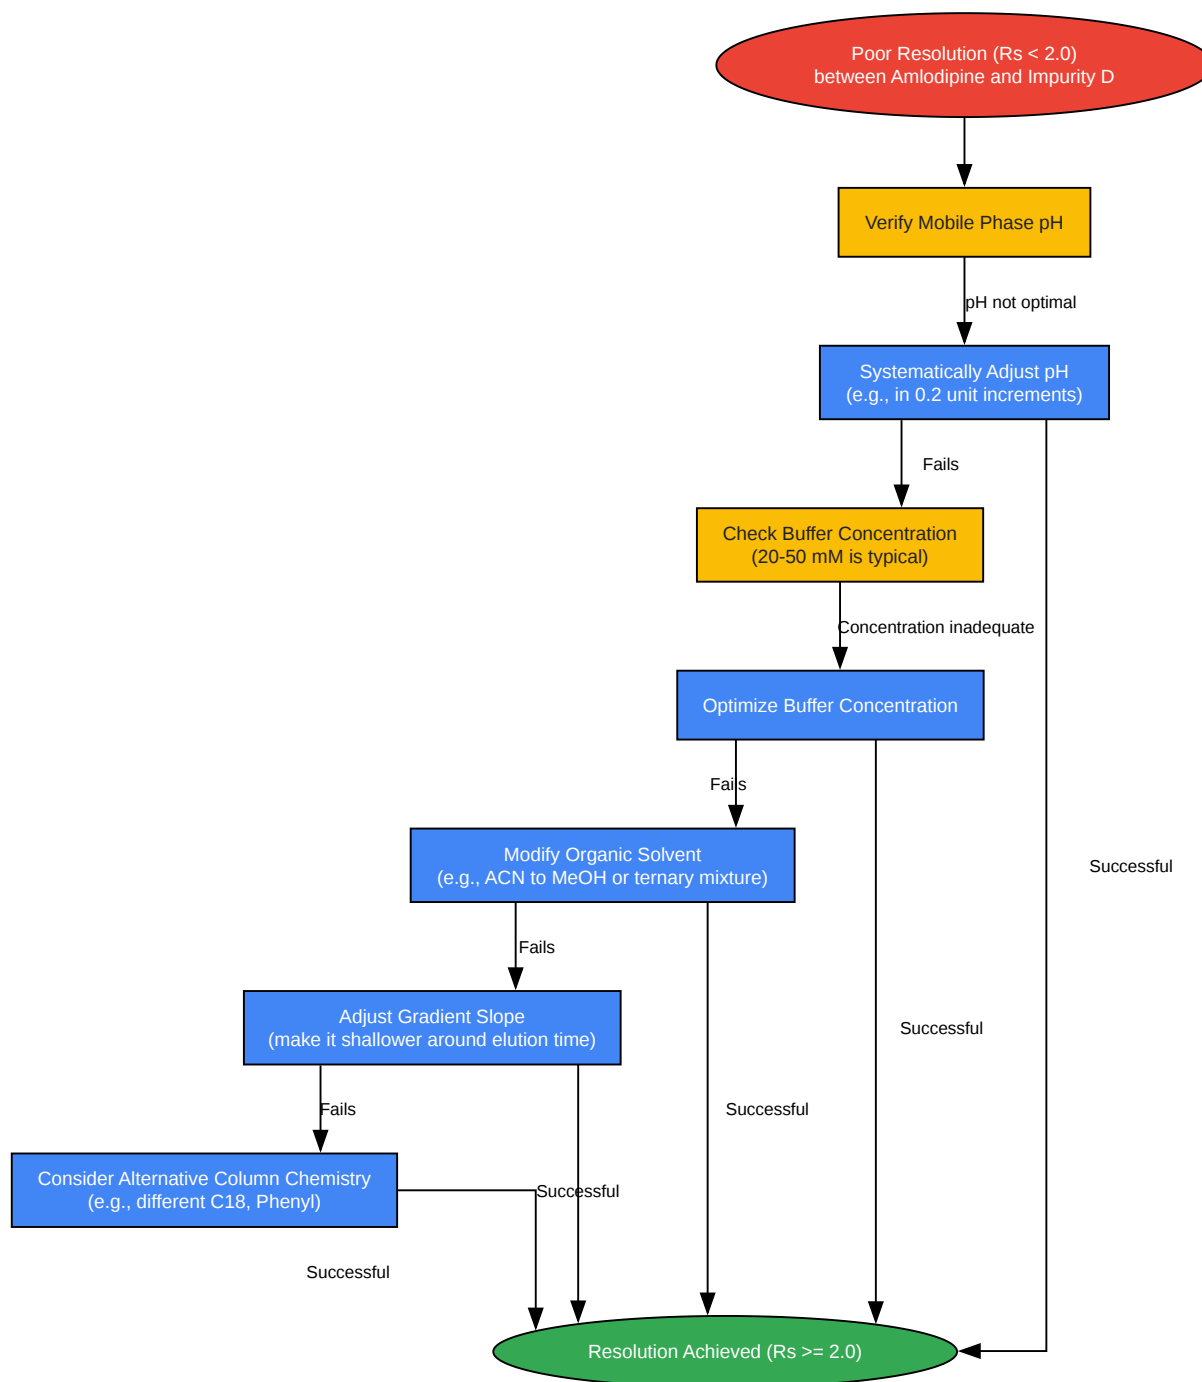 Poor Resolution (Rs < 2.0)
between Amlodipine and Impurity D
Verify Mobile Phase pH
pH not optimal
Systematically Adjust pH
(e.g., in 0.2 unit increments)
Fails
Check Buffer Concentration
(20-50 mM is typical)
Concentration inadequate
Optimize Buffer Concentration
Fails
Modify Organic Solvent
(e.g., ACN to MeOH or ternary mixture)
Successful
Fails
Adjust Gradient Slope
(make it shallower around elution time)
Successful
Fails
Successful
Consider Alternative Column Chemistry
(e.g., different C18, Phenyl)
Successful
Successful
Resolution Achieved (Rs >= 2.0)